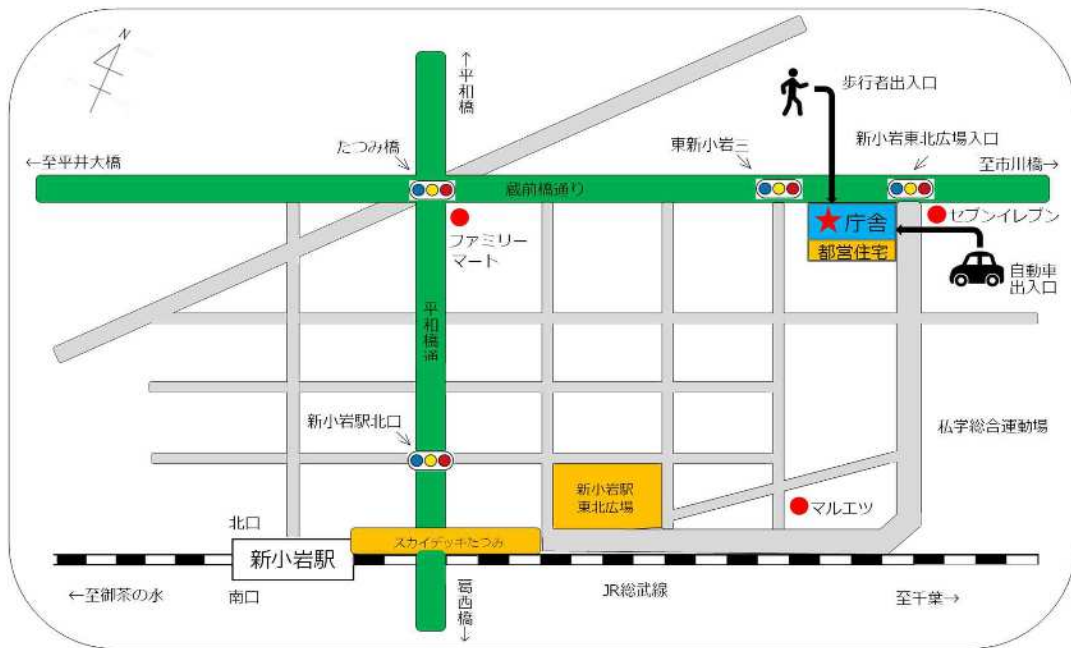 N
↑平和橋
歩行者出入口
たつみ橋
東新小岩三
新小岩東北広場入口
←至平井大橋
至市川橋→
蔵前橋通り
★庁舎
セブンイレブン
ファミリー
マート
都営住宅
自動車
出入口
平和橋通
新小岩駅北口
私学総合運動場
新小岩駅
東北広場
マルエツ
北口
スカイデッキたつみ
新小岩駅
←至御茶の水
南口
葛西橋↓
JR総武線
至千葉→